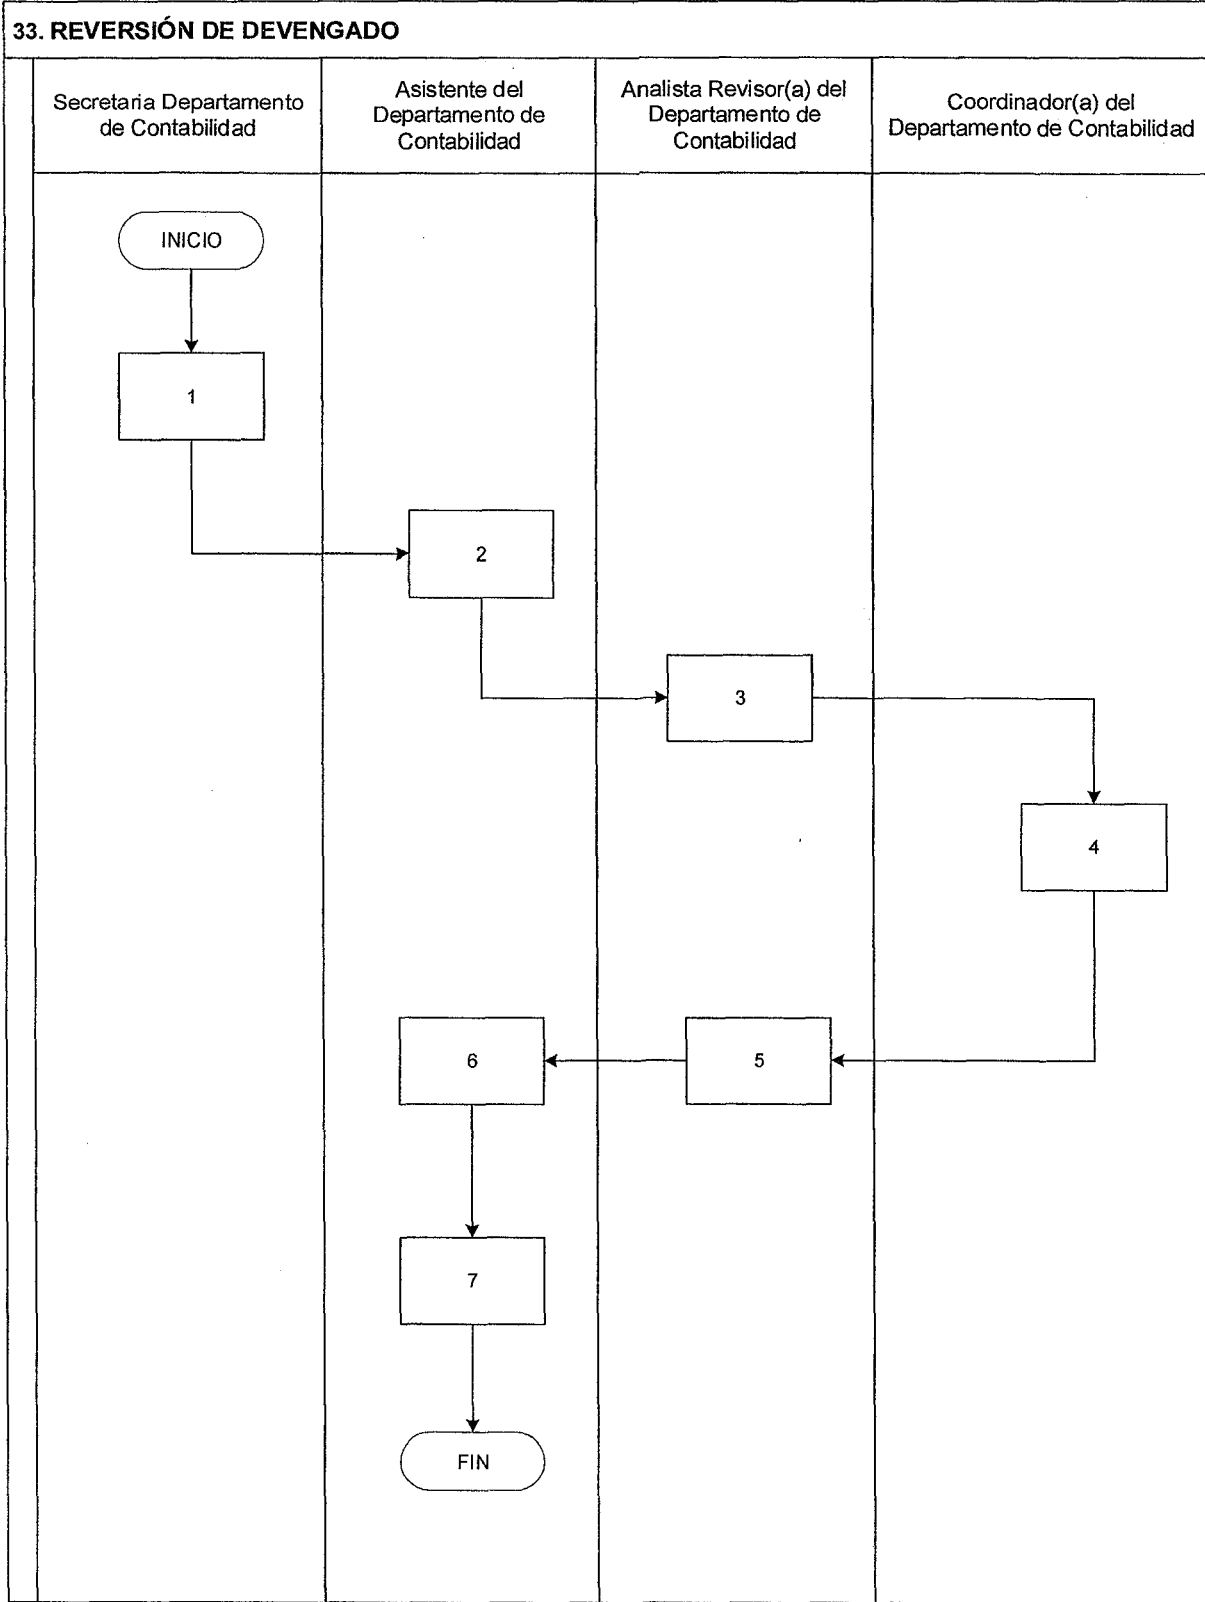 33. REVERSIÓN DE DEVENGADO
Secretaria Departamento
de Contabilidad
Asistente del
Departamento de
Contabilidad
Analista Revisor(a) del
Departamento de
Contabilidad
Coordinador(a) del
Departamento de Contabilidad
INICIO
1
2
3
4
5
6
7
FIN